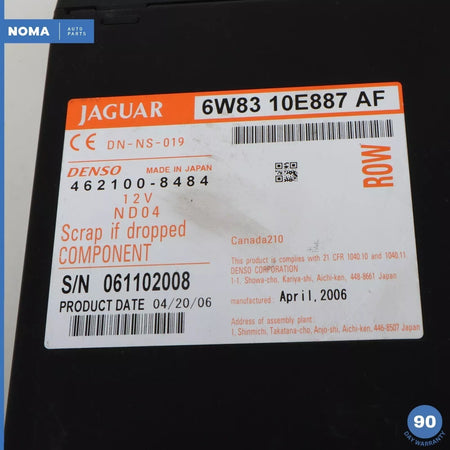 NOMA AUTO PARTS
JAGUAR
6W83 10E887 AF
CE DN-NS-019
DENSO MADE IN JAPAN
462100-8484
12V
ND04
Scrap if dropped
COMPONENT
S/N 061102008
PRODUCT DATE 04/20/06
ROW
Canada210
This product is complies with 21 CFR 1040.10 and 1040.11
DENSO CORPORATION
1-1, Showa-cho, Kariya-shi, Aichi-ken, 448-8661 Japan
manufactured: April, 2006
Address of assembly plant:
1, Shinmichi, Takatana-cho, Anjo-shi, Aichi-ken, 446-8507 Japan
90
DAY WARRANTY